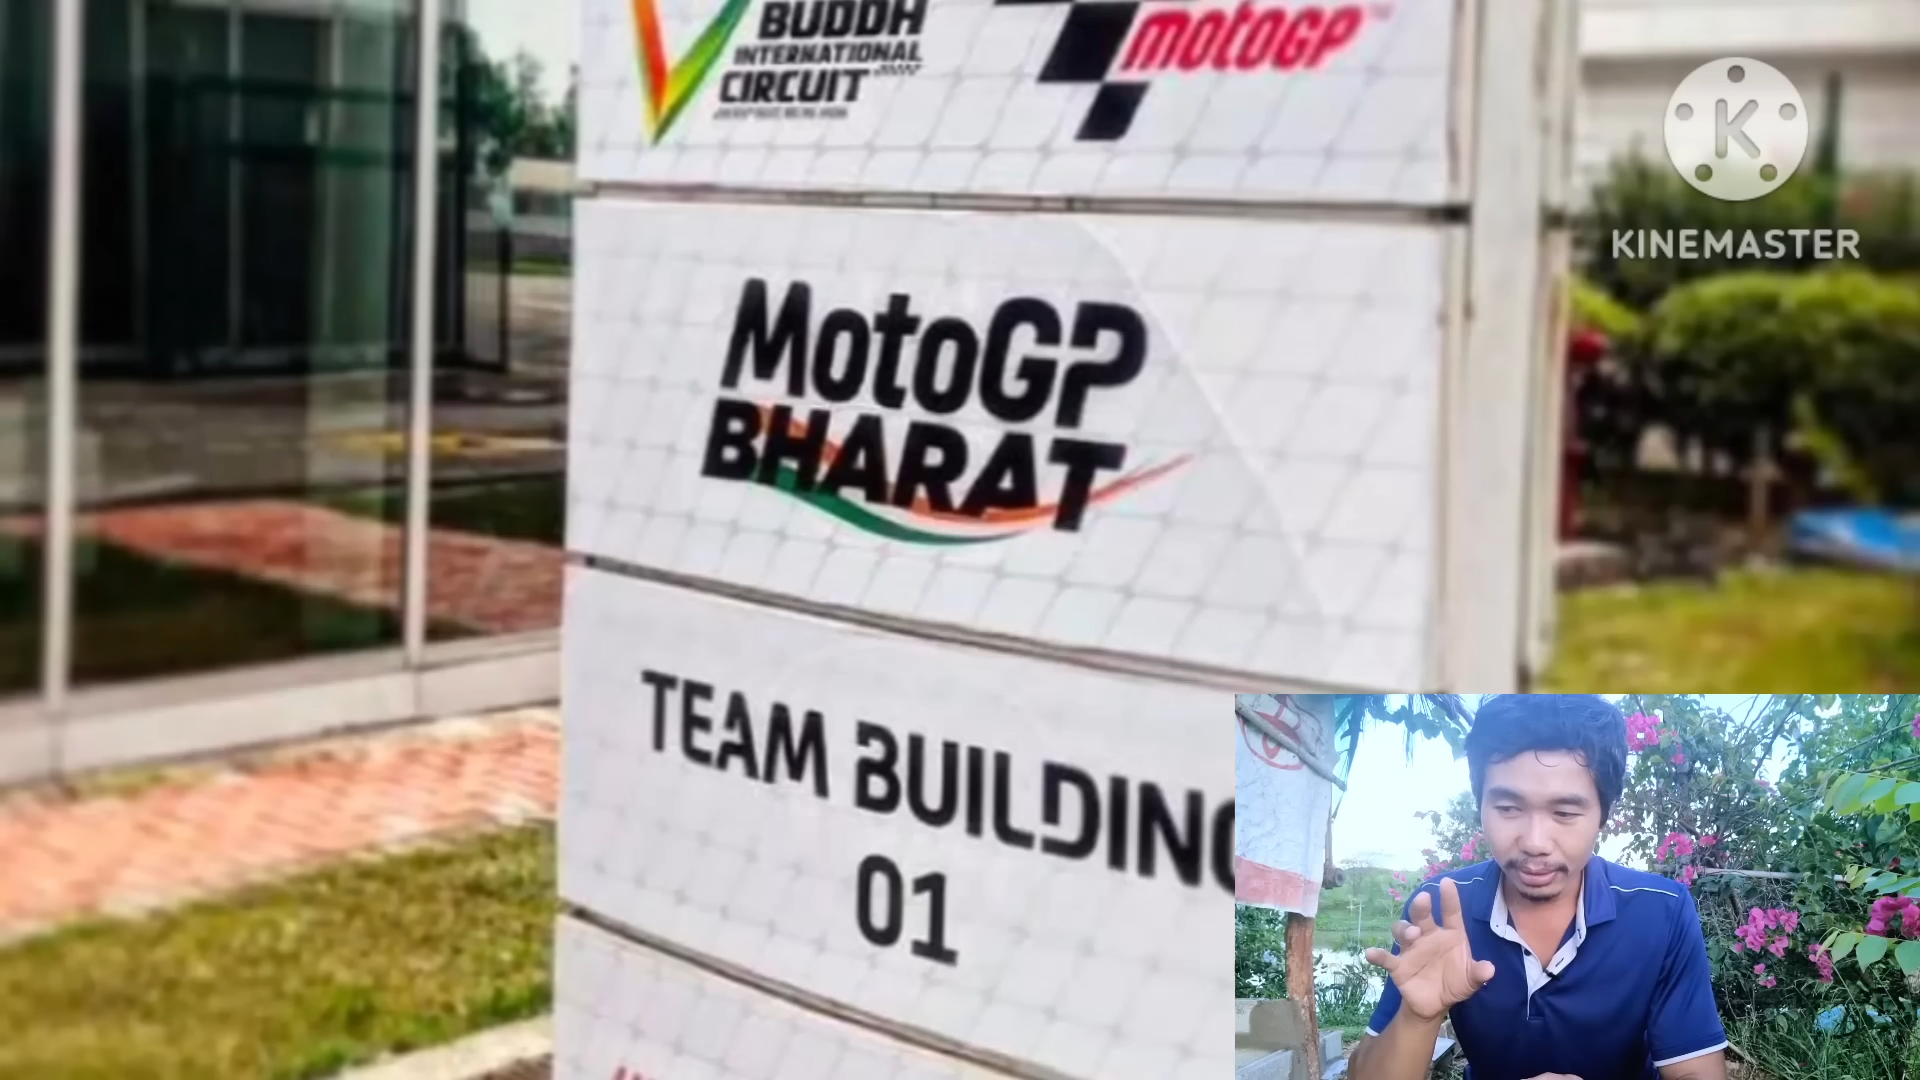 BUDDH
INTERNATIONAL
CIRCUIT
MotoGP
MotoGP
BHARAT
TEAM BUILDING
01
K
KINEMASTER